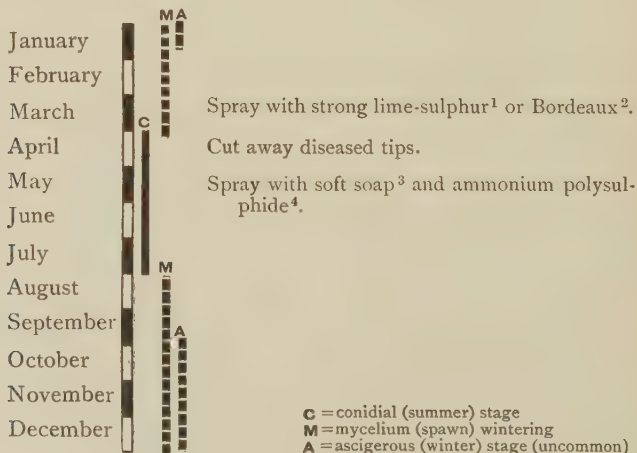 M A
January
February
March Spray with strong lime-sulphur¹ or Bordeaux².
C
April Cut away diseased tips.
May Spray with soft soap³ and ammonium polysul-
June phide⁴.
July
M
August
September
A
October
November
C = conidial (summer) stage
December M = mycelium (spawn) wintering
A = ascigerous (winter) stage (uncommon)